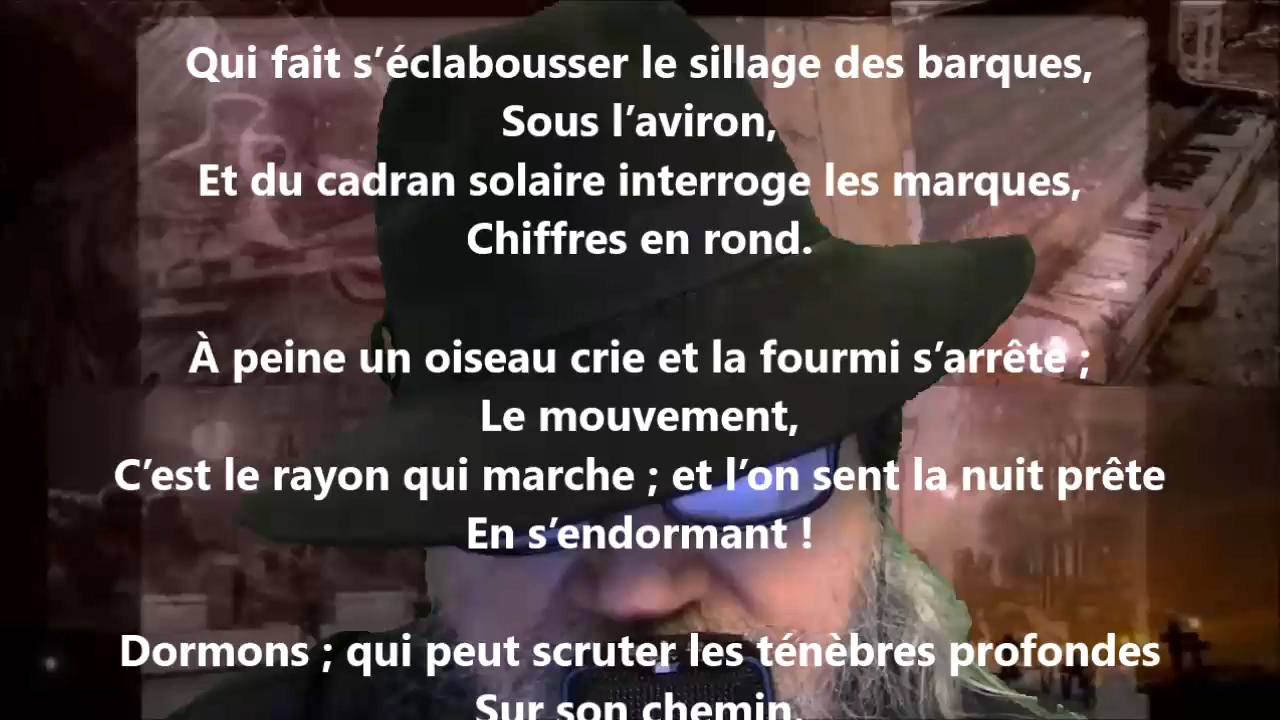 Qui fait s’éclabousser le sillage des barques,
Sous l’aviron,
Et du cadran solaire interroge les marques,
Chiffres en rond.
À peine un oiseau crie et la fourmi s’arrête ;
Le mouvement,
C’est le rayon qui marche ; et l’on sent la nuit prête
En s’endormant !
Dormons ; qui peut scruter les ténèbres profondes
Sur son chemin,